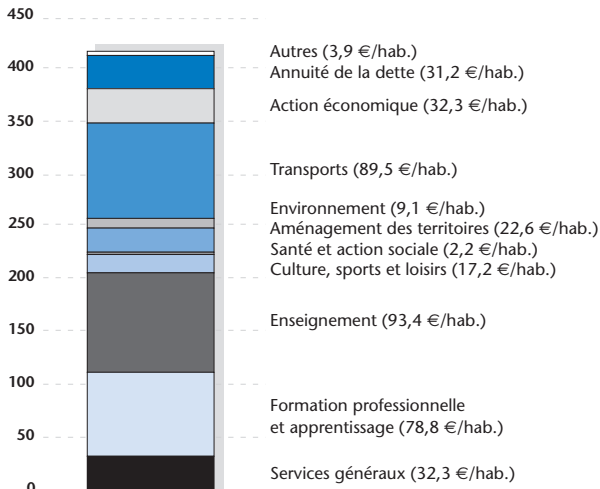 450
Autres (3,9 €/hab.)
400
Annuité de la dette (31,2 €/hab.)
Action économique (32,3 €/hab.)
350
Transports (89,5 €/hab.)
300
Environnement (9,1 €/hab.)
250
Aménagement des territoires (22,6 €/hab.)
Santé et action sociale (2,2 €/hab.)
200
Culture, sports et loisirs (17,2 €/hab.)
150
Enseignement (93,4 €/hab.)
100
Formation professionnelle
et apprentissage (78,8 €/hab.)
50
Services généraux (32,3 €/hab.)
0